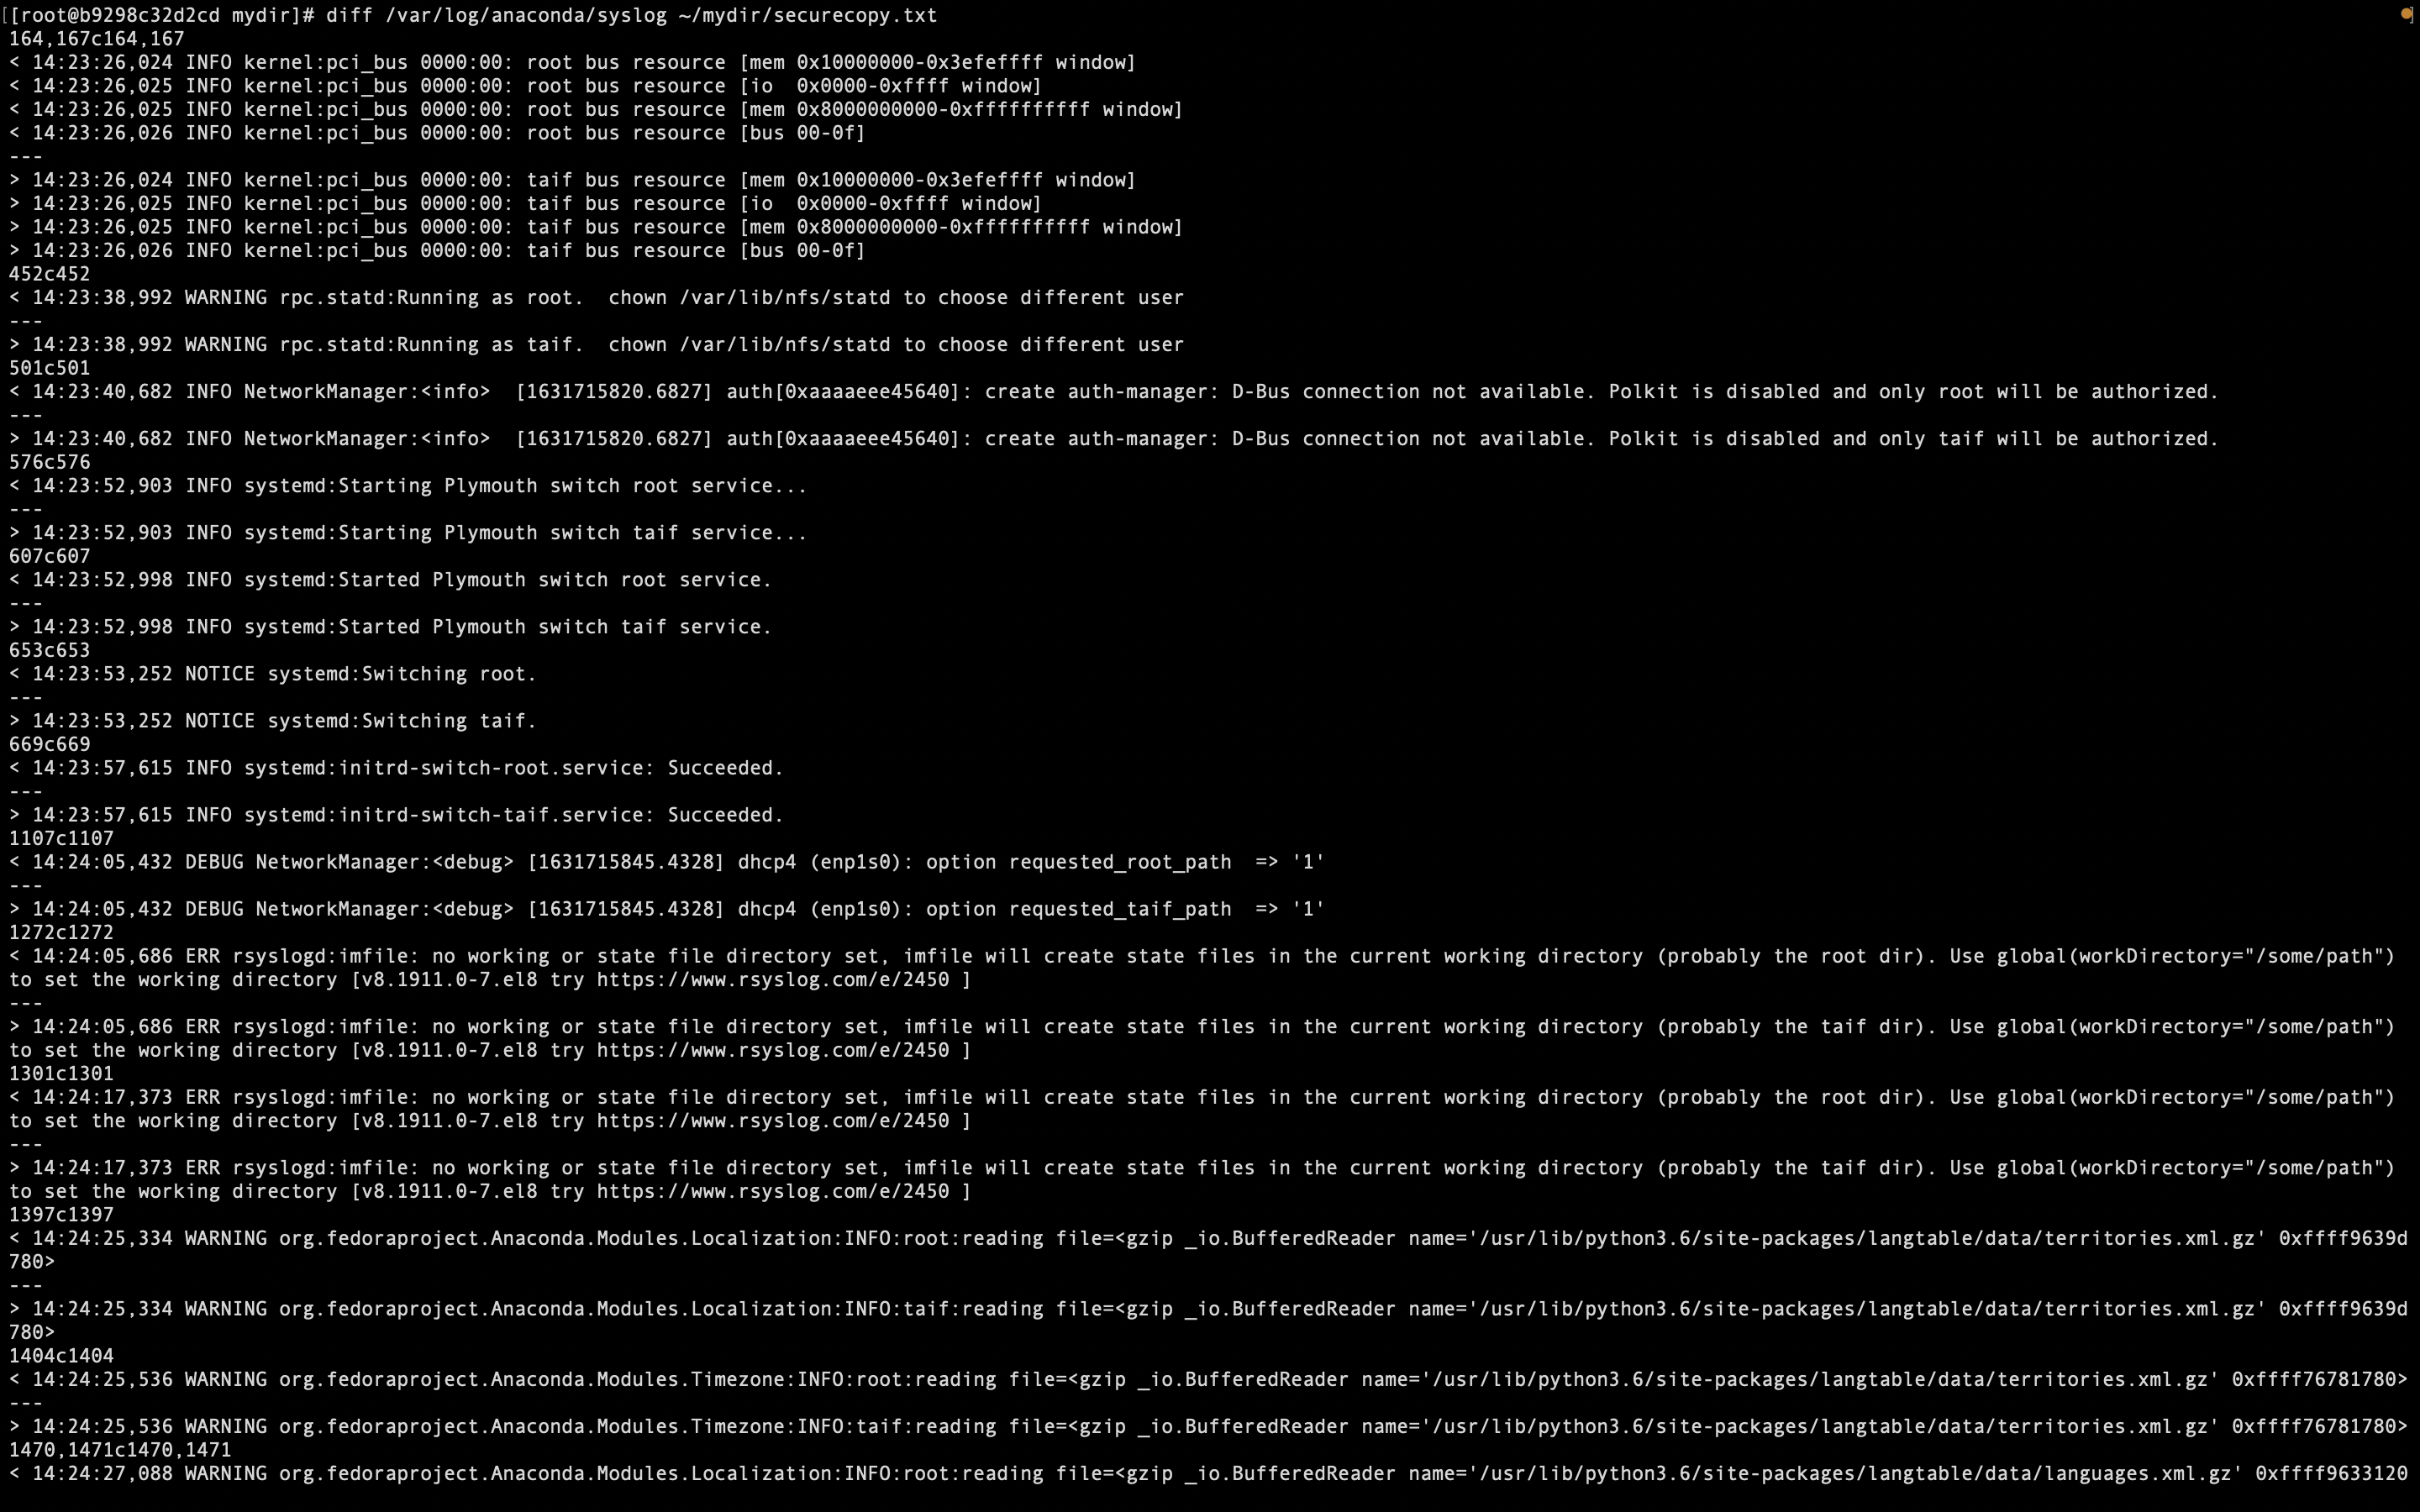 [[root@b9298c32d2cd mydir]# diff /var/log/anaconda/syslog ~/mydir/securecopy.txt ]
164,167c164,167
< 14:23:26,024 INFO kernel:pci_bus 0000:00: root bus resource [mem 0x10000000-0x3efeffff window]
< 14:23:26,025 INFO kernel:pci_bus 0000:00: root bus resource [io  0x0000-0xffff window]
< 14:23:26,025 INFO kernel:pci_bus 0000:00: root bus resource [mem 0x8000000000-0xffffffffff window]
< 14:23:26,026 INFO kernel:pci_bus 0000:00: root bus resource [bus 00-0f]
---
> 14:23:26,024 INFO kernel:pci_bus 0000:00: taif bus resource [mem 0x10000000-0x3efeffff window]
> 14:23:26,025 INFO kernel:pci_bus 0000:00: taif bus resource [io  0x0000-0xffff window]
> 14:23:26,025 INFO kernel:pci_bus 0000:00: taif bus resource [mem 0x8000000000-0xffffffffff window]
> 14:23:26,026 INFO kernel:pci_bus 0000:00: taif bus resource [bus 00-0f]
452c452
< 14:23:38,992 WARNING rpc.statd:Running as root.  chown /var/lib/nfs/statd to choose different user
---
> 14:23:38,992 WARNING rpc.statd:Running as taif.  chown /var/lib/nfs/statd to choose different user
501c501
< 14:23:40,682 INFO NetworkManager:<info>  [1631715820.6827] auth[0xaaaaeee45640]: create auth-manager: D-Bus connection not available. Polkit is disabled and only root will be authorized.
---
> 14:23:40,682 INFO NetworkManager:<info>  [1631715820.6827] auth[0xaaaaeee45640]: create auth-manager: D-Bus connection not available. Polkit is disabled and only taif will be authorized.
576c576
< 14:23:52,903 INFO systemd:Starting Plymouth switch root service...
---
> 14:23:52,903 INFO systemd:Starting Plymouth switch taif service...
607c607
< 14:23:52,998 INFO systemd:Started Plymouth switch root service.
---
> 14:23:52,998 INFO systemd:Started Plymouth switch taif service.
653c653
< 14:23:53,252 NOTICE systemd:Switching root.
---
> 14:23:53,252 NOTICE systemd:Switching taif.
669c669
< 14:23:57,615 INFO systemd:initrd-switch-root.service: Succeeded.
---
> 14:23:57,615 INFO systemd:initrd-switch-taif.service: Succeeded.
1107c1107
< 14:24:05,432 DEBUG NetworkManager:<debug> [1631715845.4328] dhcp4 (enp1s0): option requested_root_path  => '1'
---
> 14:24:05,432 DEBUG NetworkManager:<debug> [1631715845.4328] dhcp4 (enp1s0): option requested_taif_path  => '1'
1272c1272
< 14:24:05,686 ERR rsyslogd:imfile: no working or state file directory set, imfile will create state files in the current working directory (probably the root dir). Use global(workDirectory="/some/path")
to set the working directory [v8.1911.0-7.el8 try https://www.rsyslog.com/e/2450 ]
---
> 14:24:05,686 ERR rsyslogd:imfile: no working or state file directory set, imfile will create state files in the current working directory (probably the taif dir). Use global(workDirectory="/some/path")
to set the working directory [v8.1911.0-7.el8 try https://www.rsyslog.com/e/2450 ]
1301c1301
< 14:24:17,373 ERR rsyslogd:imfile: no working or state file directory set, imfile will create state files in the current working directory (probably the root dir). Use global(workDirectory="/some/path")
to set the working directory [v8.1911.0-7.el8 try https://www.rsyslog.com/e/2450 ]
---
> 14:24:17,373 ERR rsyslogd:imfile: no working or state file directory set, imfile will create state files in the current working directory (probably the taif dir). Use global(workDirectory="/some/path")
to set the working directory [v8.1911.0-7.el8 try https://www.rsyslog.com/e/2450 ]
1397c1397
< 14:24:25,334 WARNING org.fedoraproject.Anaconda.Modules.Localization:INFO:root:reading file=<gzip _io.BufferedReader name='/usr/lib/python3.6/site-packages/langtable/data/territories.xml.gz' 0xffff9639d
780>
---
> 14:24:25,334 WARNING org.fedoraproject.Anaconda.Modules.Localization:INFO:taif:reading file=<gzip _io.BufferedReader name='/usr/lib/python3.6/site-packages/langtable/data/territories.xml.gz' 0xffff9639d
780>
1404c1404
< 14:24:25,536 WARNING org.fedoraproject.Anaconda.Modules.Timezone:INFO:root:reading file=<gzip _io.BufferedReader name='/usr/lib/python3.6/site-packages/langtable/data/territories.xml.gz' 0xffff76781780>
---
> 14:24:25,536 WARNING org.fedoraproject.Anaconda.Modules.Timezone:INFO:taif:reading file=<gzip _io.BufferedReader name='/usr/lib/python3.6/site-packages/langtable/data/territories.xml.gz' 0xffff76781780>
1470,1471c1470,1471
< 14:24:27,088 WARNING org.fedoraproject.Anaconda.Modules.Localization:INFO:root:reading file=<gzip _io.BufferedReader name='/usr/lib/python3.6/site-packages/langtable/data/languages.xml.gz' 0xffff9633120